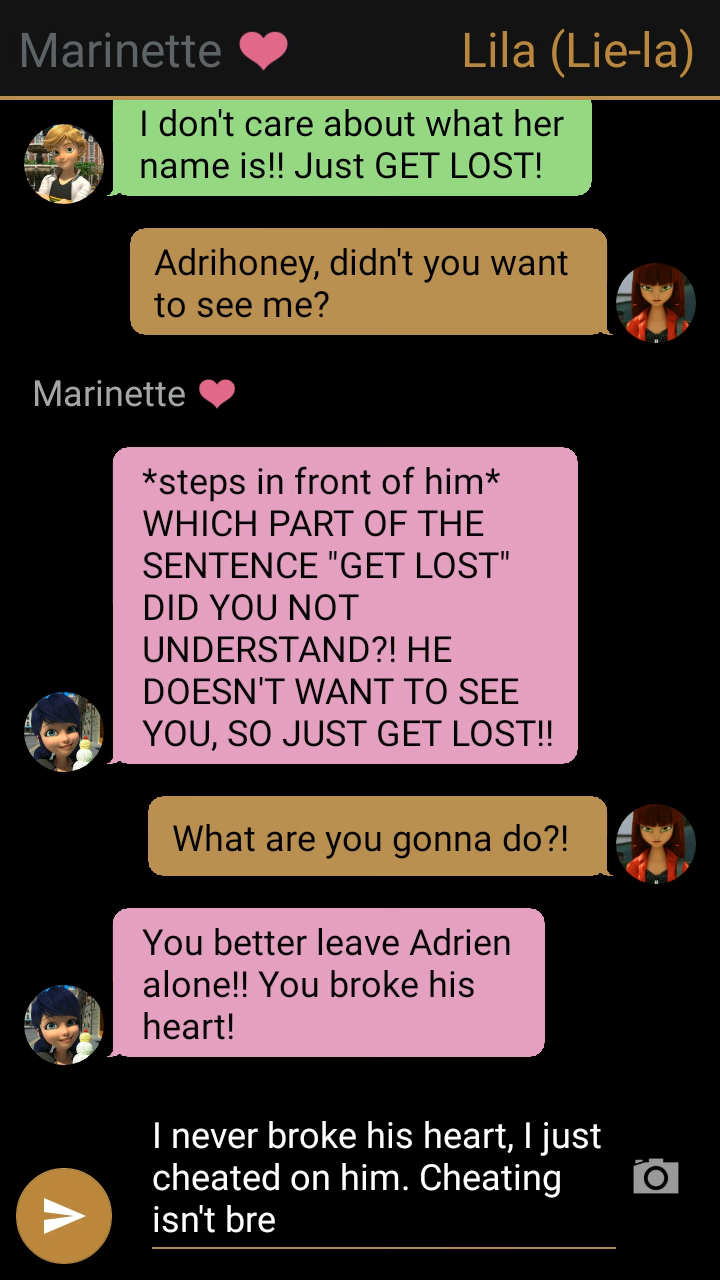 Marinette ❤ Lila (Lie-la)
I don't care about what her
name is!! Just GET LOST!
Adrihoney, didn't you want
to see me?
Marinette ❤
*steps in front of him*
WHICH PART OF THE
SENTENCE "GET LOST"
DID YOU NOT
UNDERSTAND?! HE
DOESN'T WANT TO SEE
YOU, SO JUST GET LOST!!
What are you gonna do?!
You better leave Adrien
alone!! You broke his
heart!
I never broke his heart, I just
cheated on him. Cheating
isn't bre